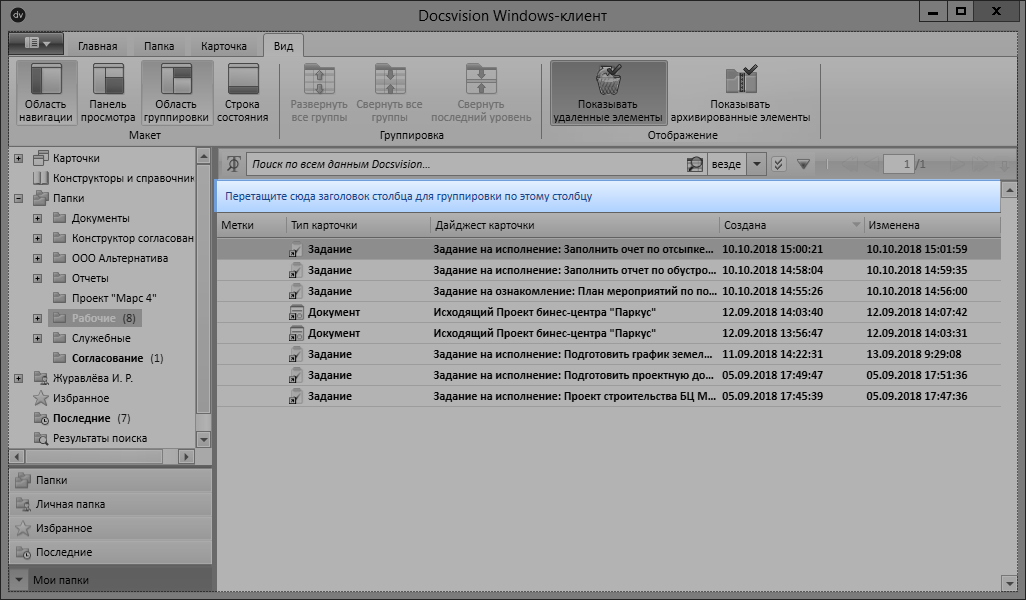 dv
Docsvision Windows-клиент
Главная
Папка
Карточка
Вид
Область
навигации
Панель
просмотра
Область
группировки
Строка
состояния
Макет
Развернуть
все группы
Свернуть все
группы
Свернуть
последний уровень
Группировка
Показывать
удаленные элементы
Показывать
архивированные элементы
Отображение
Карточки
Конструкторы и справочник
Папки
Документы
Конструктор согласован
ООО Альтернатива
Отчеты
Проект "Марс 4"
Рабочие (8)
Служебные
Согласование (1)
Журавлёва И. Р.
Избранное
Последние (7)
Результаты поиска
Папки
Личная папка
Избранное
Последние
Мои папки
Поиск по всем данным Docsvision...
везде
1 /1
Перетащите сюда заголовок столбца для группировки по этому столбцу
Метки Тип карточки Дайджест карточки Создана Изменена
Задание Задание на исполнение: Заполнить очет по отсыпке... 10.10.2018 15:00:21 10.10.2018 15:01:59
Задание Задание на исполнение: Заполнить отчет по обустро... 10.10.2018 14:58:04 10.10.2018 14:59:35
Задание Задание на ознакомление: План мероприятий по по... 10.10.2018 14:55:26 10.10.2018 14:56:00
Документ Исходящий Проект бинес-центра "Паркус" 12.09.2018 14:03:40 12.09.2018 14:07:42
Документ Исходящий Проект бинес-центра "Паркус" 12.09.2018 13:56:47 12.09.2018 14:03:31
Задание Задание на исполнение: Подготовить график земел... 11.09.2018 14:22:31 13.09.2018 9:29:08
Задание Задание на исполнение: Подготовить проектную до... 05.09.2018 17:49:47 05.09.2018 17:51:36
Задание Задание на исполнение: Проект строительства БЦ М... 05.09.2018 17:45:39 05.09.2018 17:47:36